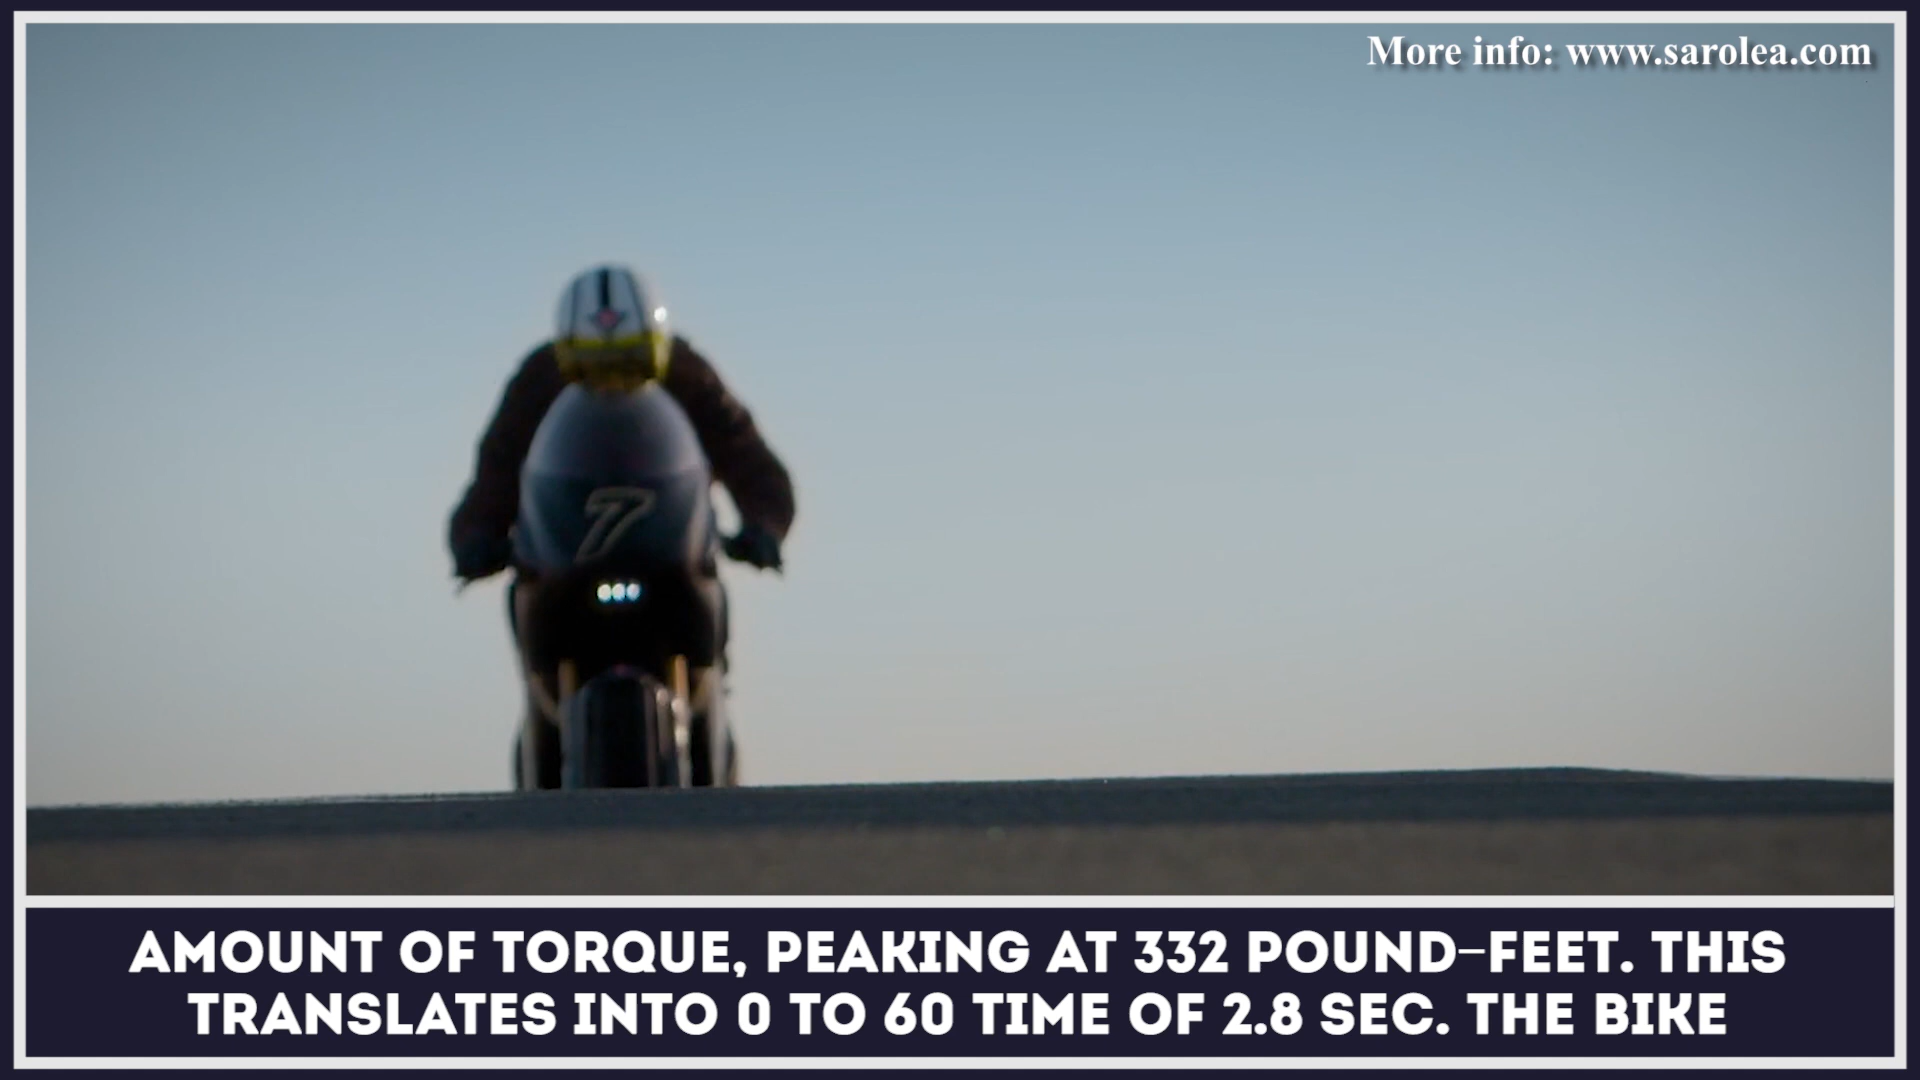 More info: www.sarolea.com
7
AMOUNT OF TORQUE, PEAKING AT 332 POUND-FEET. THIS
TRANSLATES INTO 0 TO 60 TIME OF 2.8 SEC. THE BIKE